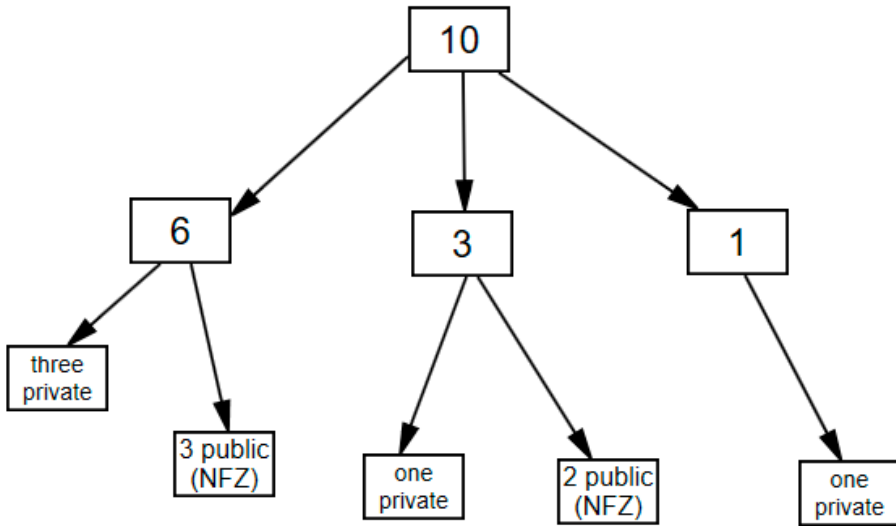 10
6
3
1
three
private
3 public
(NFZ)
one
private
2 public
(NFZ)
one
private